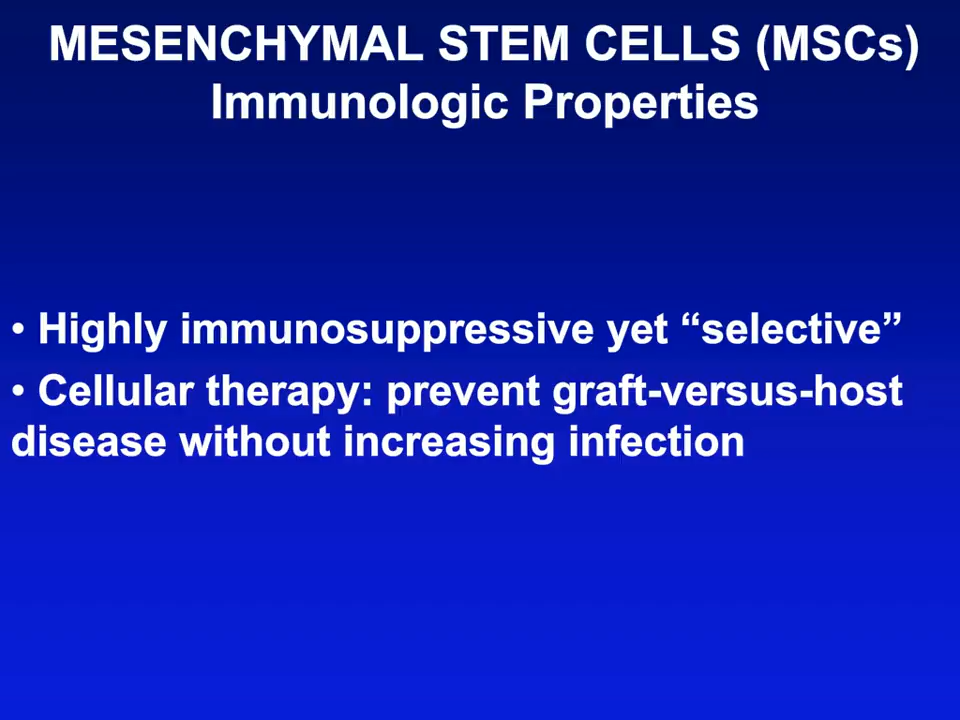 MESENCHYMAL STEM CELLS (MSCs)
Immunologic Properties
• Highly immunosuppressive yet “selective”
• Cellular therapy: prevent graft-versus-host
disease without increasing infection